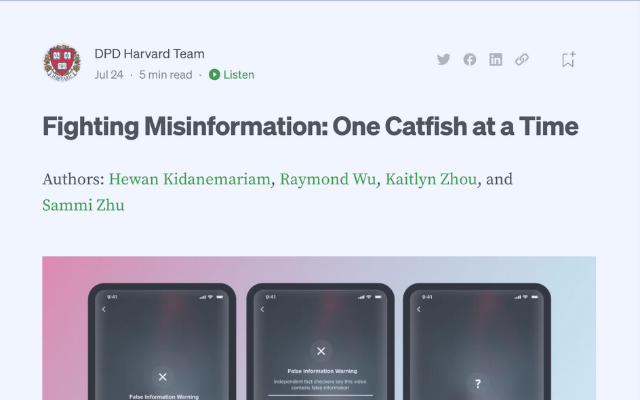 DPD Harvard Team
Jul 24 · 5 min read · Listen
Fighting Misinformation: One Catfish at a Time
Authors: Hewan Kidanemariam, Raymond Wu, Kaitlyn Zhou, and
Sammi Zhu
9:41
9:41
9:41
False Information Warning
Independent fact checkers say this video
contains false information
?
False Information Warning